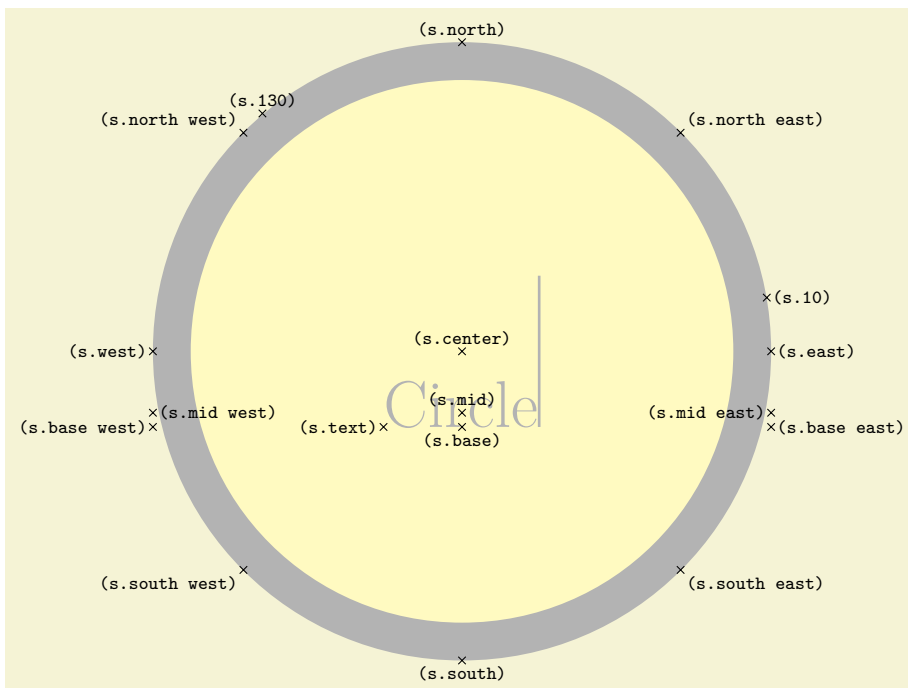 (s.north)
(s.130)
(s.north west)
(s.north east)
(s.10)
(s.center)
(s.west)
(s.east)
Circle
(s.mid)
(s.mid west)
(s.mid east)
(s.base west)
(s.text)
(s.base)
(s.base east)
(s.south west)
(s.south east)
(s.south)